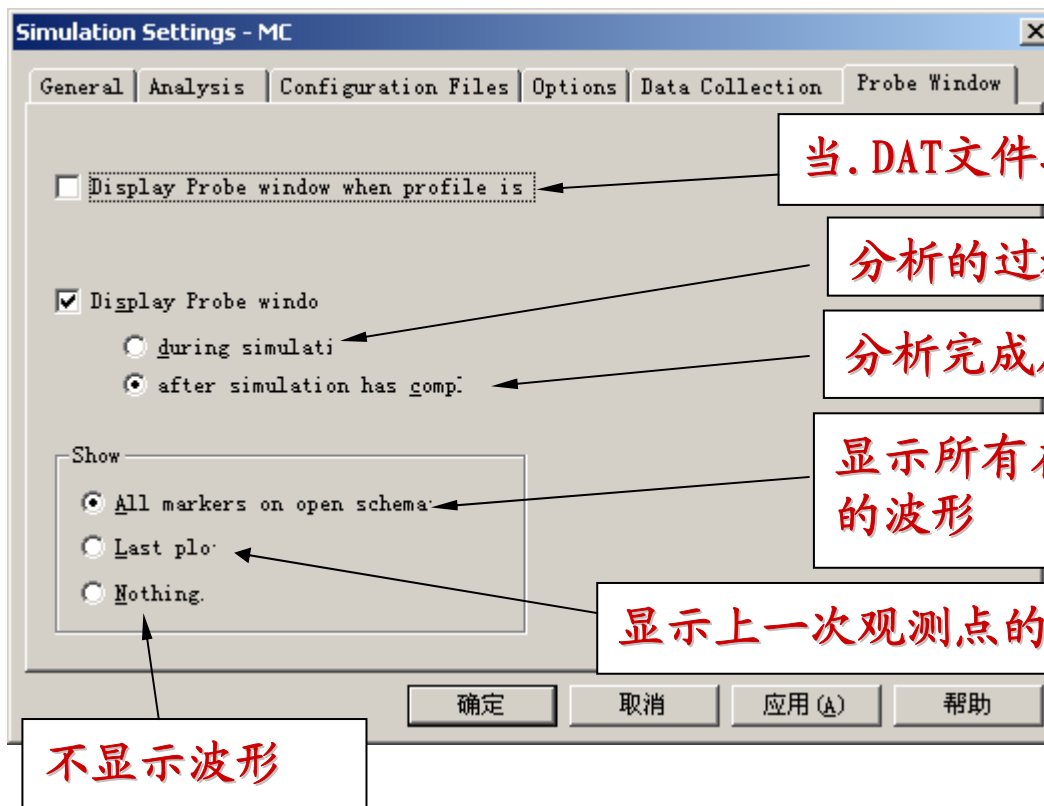 Simulation Settings - MC
General Analysis Configuration Files Options Data Collection Probe Window
当.DAT文件
Display Probe window when profile is
分析的过
Display Probe windo
during simulati
分析完成
after simulation has comp
显示所有
的波形
Show
All markers on open schema
Last plo
Nothing.
显示上一次观测点的
确定 取消 应用(A) 帮助
不显示波形